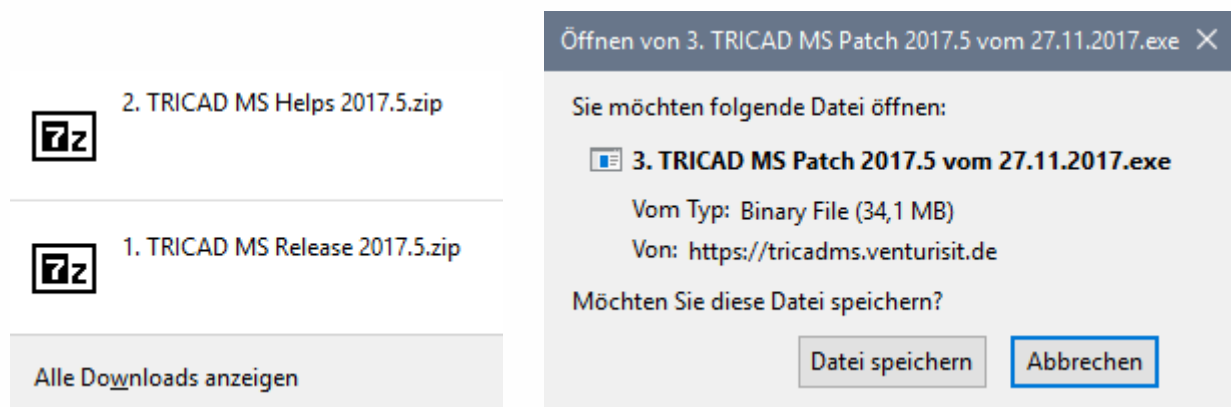 2. TRICAD MS Helps 2017.5.zip
7z
1. TRICAD MS Release 2017.5.zip
7z
Alle Downloads anzeigen
Öffnen von 3. TRICAD MS Patch 2017.5 vom 27.11.2017.exe
Sie möchten folgende Datei öffnen:
3. TRICAD MS Patch 2017.5 vom 27.11.2017.exe
Vom Typ: Binary File (34,1 MB)
Von: https://tricadms.venturisit.de
Möchten Sie diese Datei speichern?
Datei speichern
Abbrechen